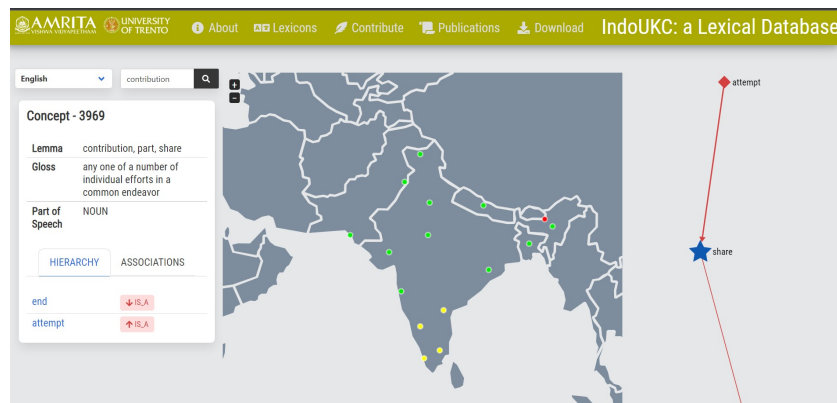 AMRITA
VISHWA VIDYAPEETHAM
UNIVERSITY
OF TRENTO
About
Lexicons
Contribute
Publications
Download
IndoUKC: a Lexical Database
English
contribution
Concept - 3969
Lemma contribution, part, share
Gloss any one of a number of
individual efforts in a
common endeavor
Part of NOUN
Speech
HIERARCHY ASSOCIATIONS
end IS_A
attempt IS_A
+
-
attempt
share